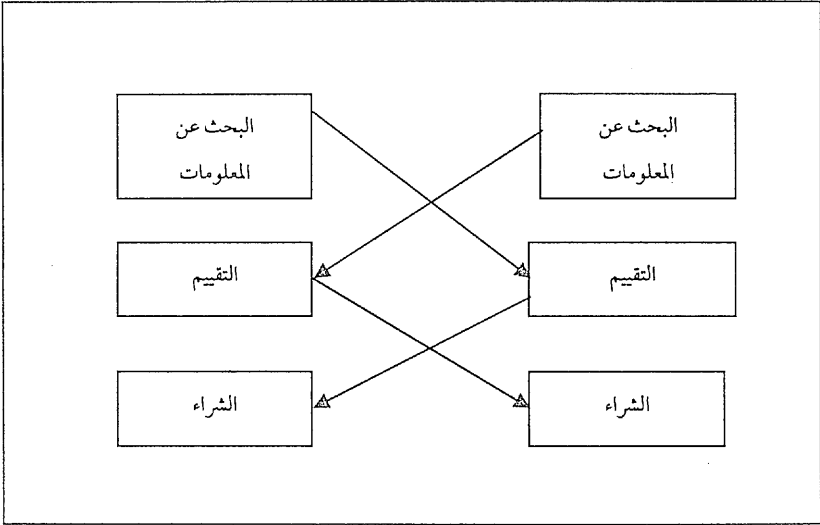 البحث عن
المعلومات
البحث عن
المعلومات
التقييم
التقييم
الشراء
الشراء